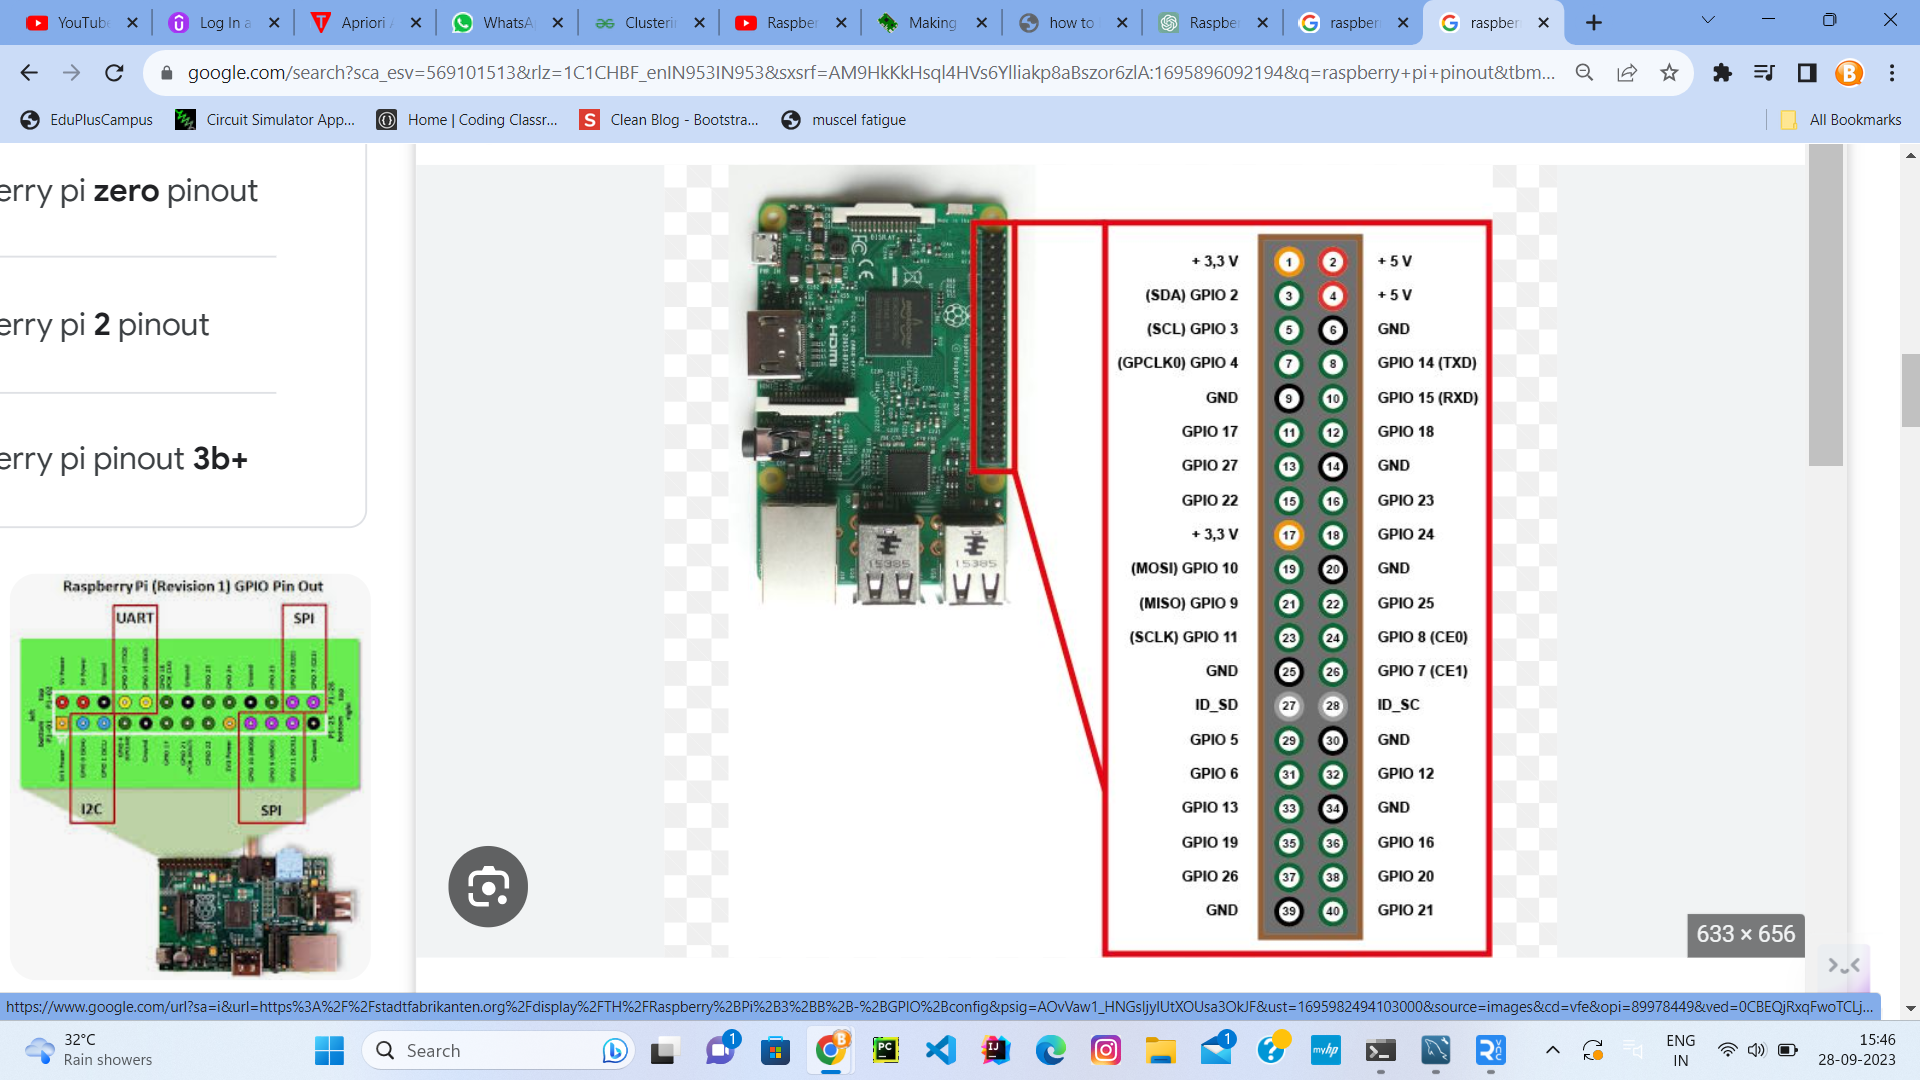 YouTube
Log In a
Apriori A
WhatsA
Clusterin
Raspber
Making
how to
Raspber
raspber
raspber
google.com/search?sca_esv=569101513&rlz=1C1CHBF_enIN953IN953&sxsrf=AM9HkKkHsql4HVs6Ylliakp8aBszor6zlA:1695896092194&q=raspberry+pi+pinout&tbm...
EduPlusCampus
Circuit Simulator App...
Home | Coding Classr...
Clean Blog - Bootstra...
muscel fatigue
All Bookmarks
erry pi zero pinout
erry pi 2 pinout
erry pi pinout 3b+
Raspberry Pi (Revision 1) GPIO Pin Out
UART
SPI
I2C
SPI
DISPLAY
HDMI
15385
15385
+ 3,3 V 1 2 + 5 V
(SDA) GPIO 2 3 4 + 5 V
(SCL) GPIO 3 5 6 GND
(GPCLK0) GPIO 4 7 8 GPIO 14 (TXD)
GND 9 10 GPIO 15 (RXD)
GPIO 17 11 12 GPIO 18
GPIO 27 13 14 GND
GPIO 22 15 16 GPIO 23
+ 3,3 V 17 18 GPIO 24
(MOSI) GPIO 10 19 20 GND
(MISO) GPIO 9 21 22 GPIO 25
(SCLK) GPIO 11 23 24 GPIO 8 (CE0)
GND 25 26 GPIO 7 (CE1)
ID_SD 27 28 ID_SC
GPIO 5 29 30 GND
GPIO 6 31 32 GPIO 12
GPIO 13 33 34 GND
GPIO 19 35 36 GPIO 16
GPIO 26 37 38 GPIO 20
GND 39 40 GPIO 21
633 × 656
https://www.google.com/url?sa=i&url=https%3A%2F%2Fstadtfabrikanten.org%2Fdisplay%2FTH%2FRaspberry%2BPi%2B3%2BB%2B-%2BGPIO%2Bconfig&psig=AOvVaw1_HNGsljylUtXOUsa3OkJF&ust=1695982494103000&source=images&cd=vfe&opi=89978449&ved=0CBEQjRxqFwoTCLj...
32°C
Rain showers
Search
1
1
ENG
IN
15:46
28-09-2023